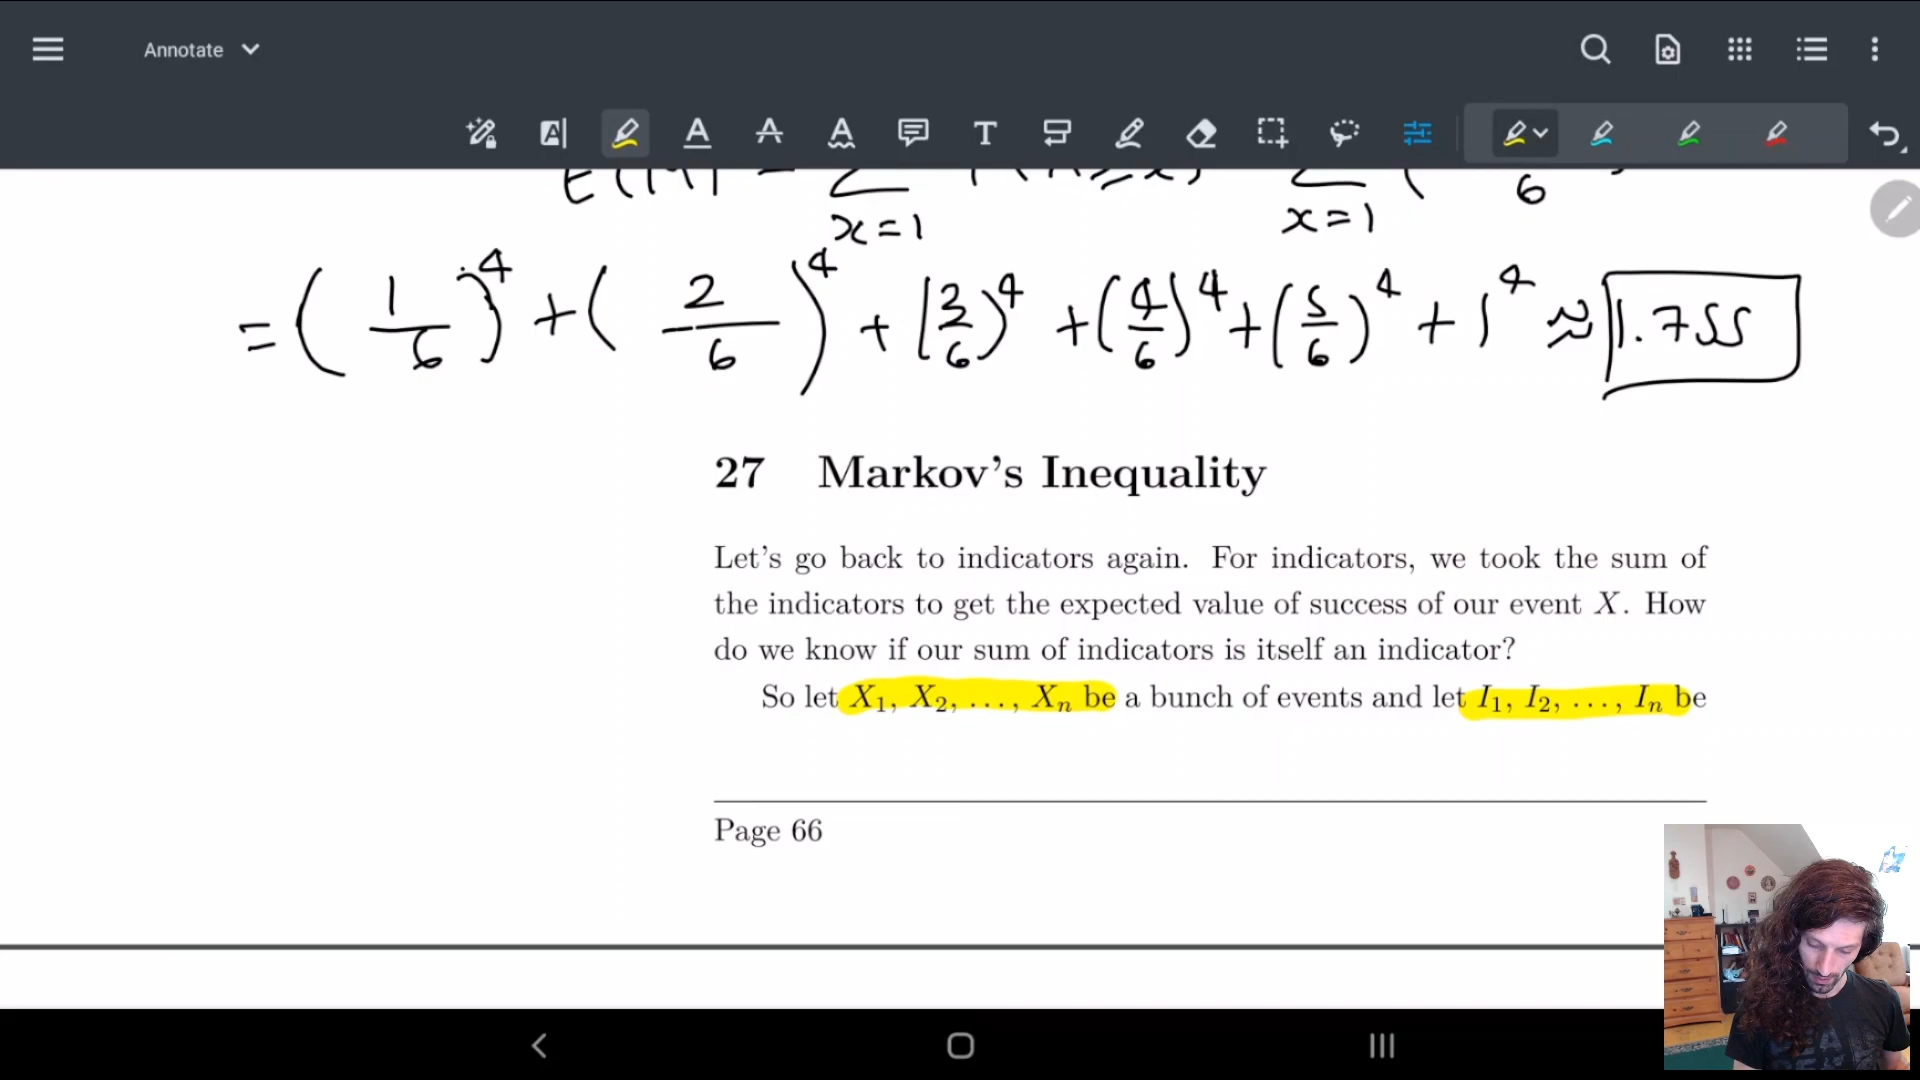 Annotate
x=1 x=1 6
= (1/6)^4 + (2/6)^4 + (3/6)^4 + (4/6)^4 + (5/6)^4 + 1^4 ≈ 1.755
27 Markov's Inequality
Let's go back to indicators again. For indicators, we took the sum of
the indicators to get the expected value of success of our event X. How
do we know if our sum of indicators is itself an indicator?
So let X₁, X₂, ..., Xₙ be a bunch of events and let I₁, I₂, ..., Iₙ be
Page 66